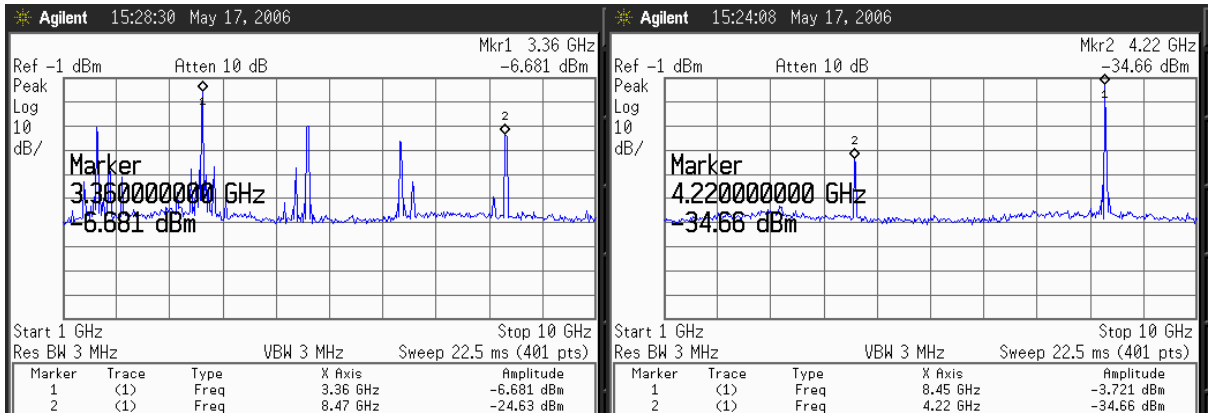 Agilent 15:28:30 May 17, 2006
Mkr1 3.36 GHz
Ref -1 dBm Atten 10 dB -6.681 dBm
Peak
Log
10
dB/
1
2
Marker
3.360000000 GHz
-6.681 dBm
Start 1 GHz Stop 10 GHz
Res BW 3 MHz VBW 3 MHz Sweep 22.5 ms (401 pts)
Marker Trace Type X Axis Amplitude
1 (1) Freq 3.36 GHz -6.681 dBm
2 (1) Freq 8.47 GHz -24.63 dBm
Agilent 15:24:08 May 17, 2006
Mkr2 4.22 GHz
Ref -1 dBm Atten 10 dB -34.66 dBm
Peak
Log
10
dB/
1
2
Marker
4.220000000 GHz
-34.66 dBm
Start 1 GHz Stop 10 GHz
Res BW 3 MHz VBW 3 MHz Sweep 22.5 ms (401 pts)
Marker Trace Type X Axis Amplitude
1 (1) Freq 8.45 GHz -3.721 dBm
2 (1) Freq 4.22 GHz -34.66 dBm